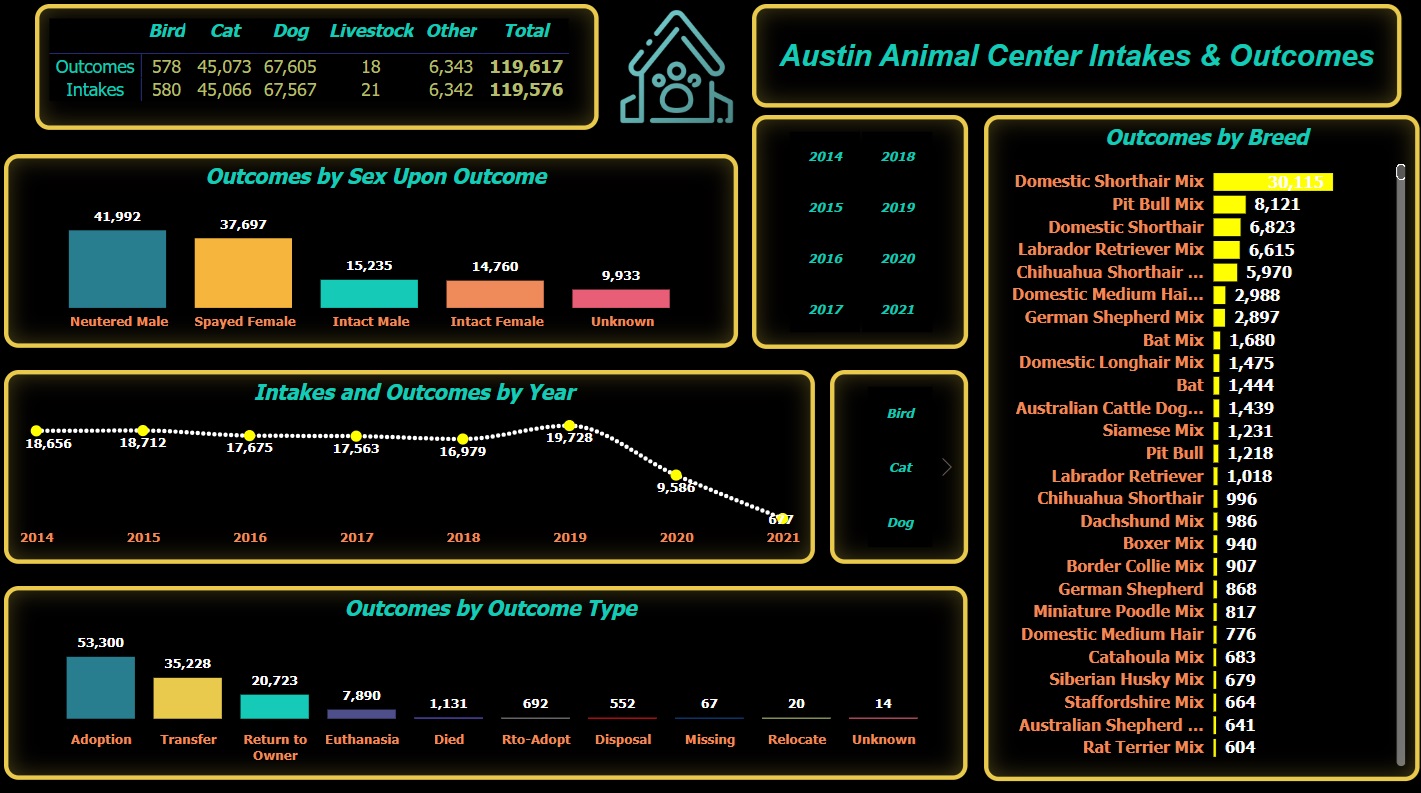 Bird Cat Dog Livestock Other Total
Outcomes 578 45,073 67,605 18 6,343 119,617
Intakes 580 45,066 67,567 21 6,342 119,576
Austin Animal Center Intakes & Outcomes
Outcomes by Sex Upon Outcome
41,992 37,697 15,235 14,760 9,933
Neutered Male Spayed Female Intact Male Intact Female Unknown
2014 2018
2015 2019
2016 2020
2017 2021
Intakes and Outcomes by Year
18,656 18,712 17,675 17,563 16,979 19,728 9,586 677
2014 2015 2016 2017 2018 2019 2020 2021
Bird
Cat
Dog
Outcomes by Outcome Type
53,300 35,228 20,723 7,890 1,131 692 552 67 20 14
Adoption Transfer Return to Euthanasia Died Rto-Adopt Disposal Missing Relocate Unknown
Owner
Outcomes by Breed
Domestic Shorthair Mix 30,115
Pit Bull Mix 8,121
Domestic Shorthair 6,823
Labrador Retriever Mix 6,615
Chihuahua Shorthair ... 5,970
Domestic Medium Hai... 2,988
German Shepherd Mix 2,897
Bat Mix 1,680
Domestic Longhair Mix 1,475
Bat 1,444
Australian Cattle Dog... 1,439
Siamese Mix 1,231
Pit Bull 1,218
Labrador Retriever 1,018
Chihuahua Shorthair 996
Dachshund Mix 986
Boxer Mix 940
Border Collie Mix 907
German Shepherd 868
Miniature Poodle Mix 817
Domestic Medium Hair 776
Catahoula Mix 683
Siberian Husky Mix 679
Staffordshire Mix 664
Australian Shepherd ... 641
Rat Terrier Mix 604